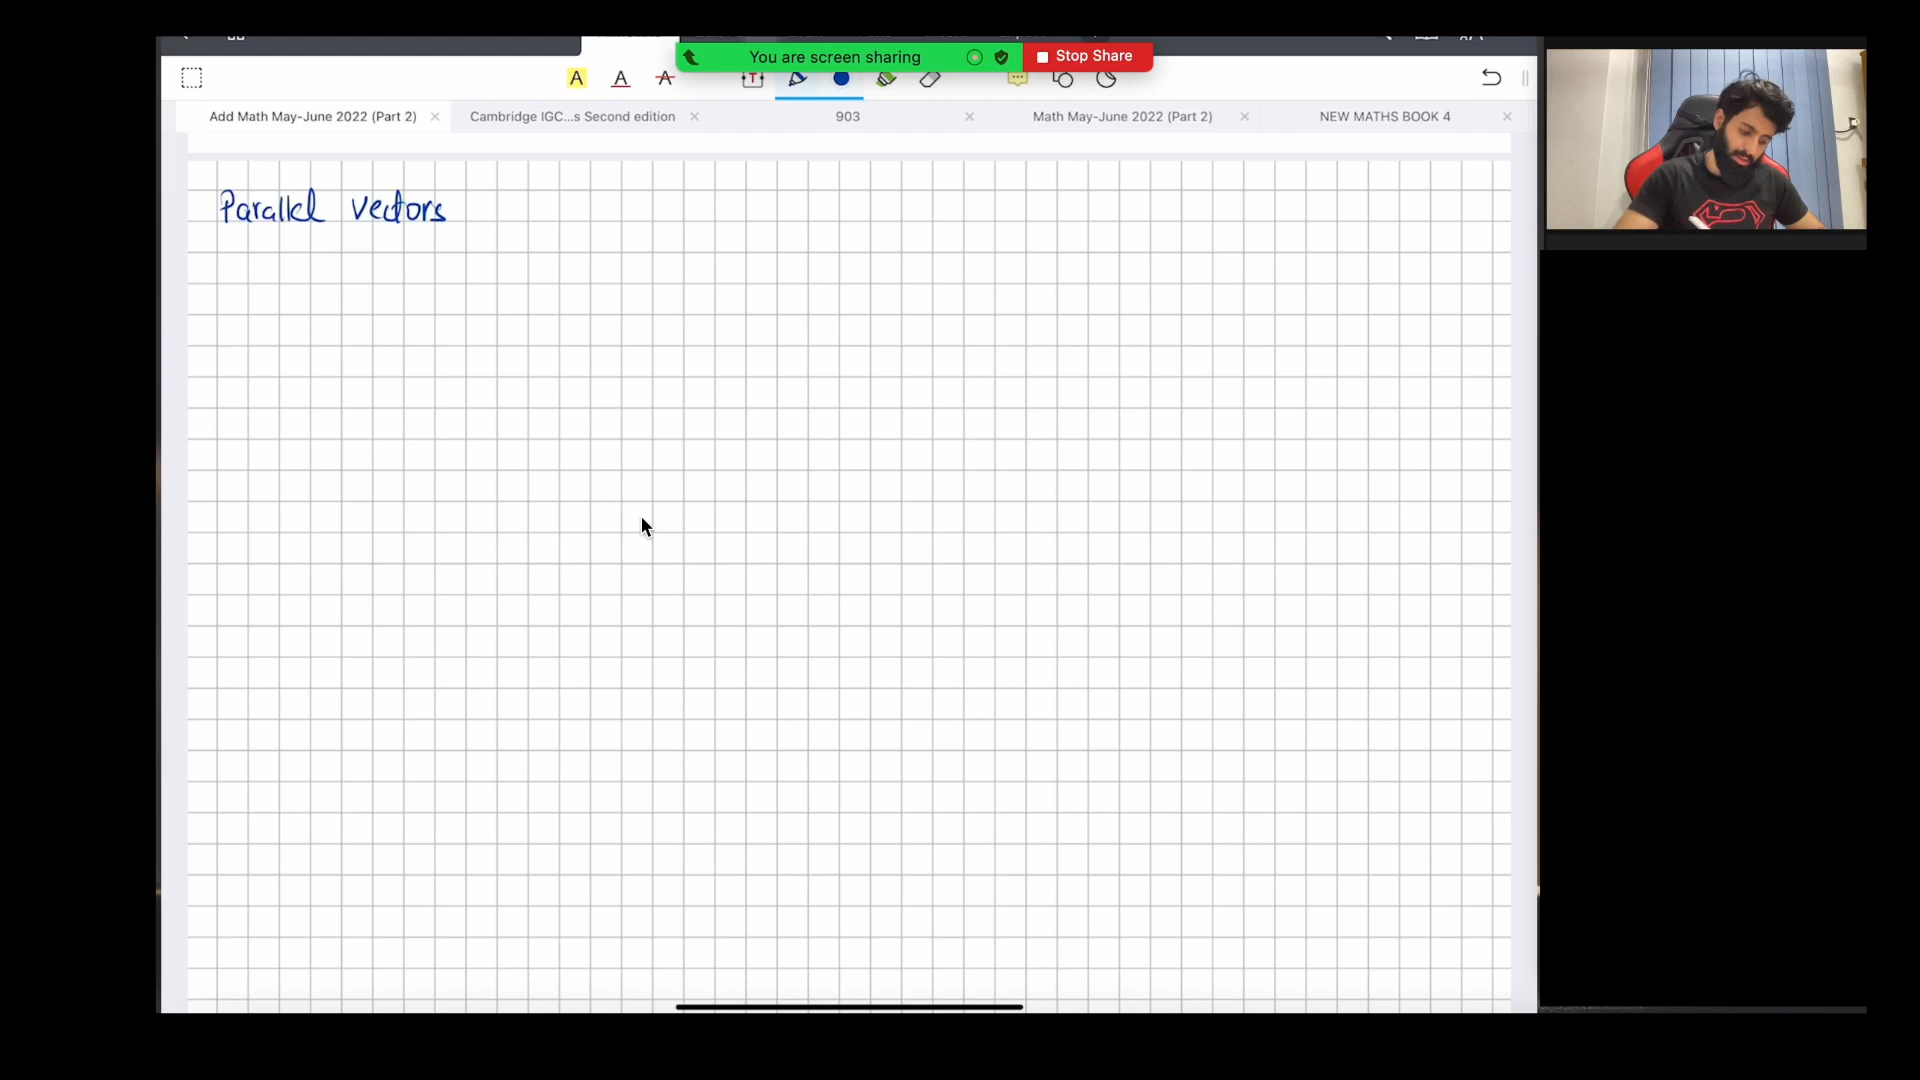 You are screen sharing Stop Share
A A A T
Add Math May-June 2022 (Part 2) Cambridge IGC...s Second edition 903 Math May-June 2022 (Part 2) NEW MATHS BOOK 4
Parallel vectors